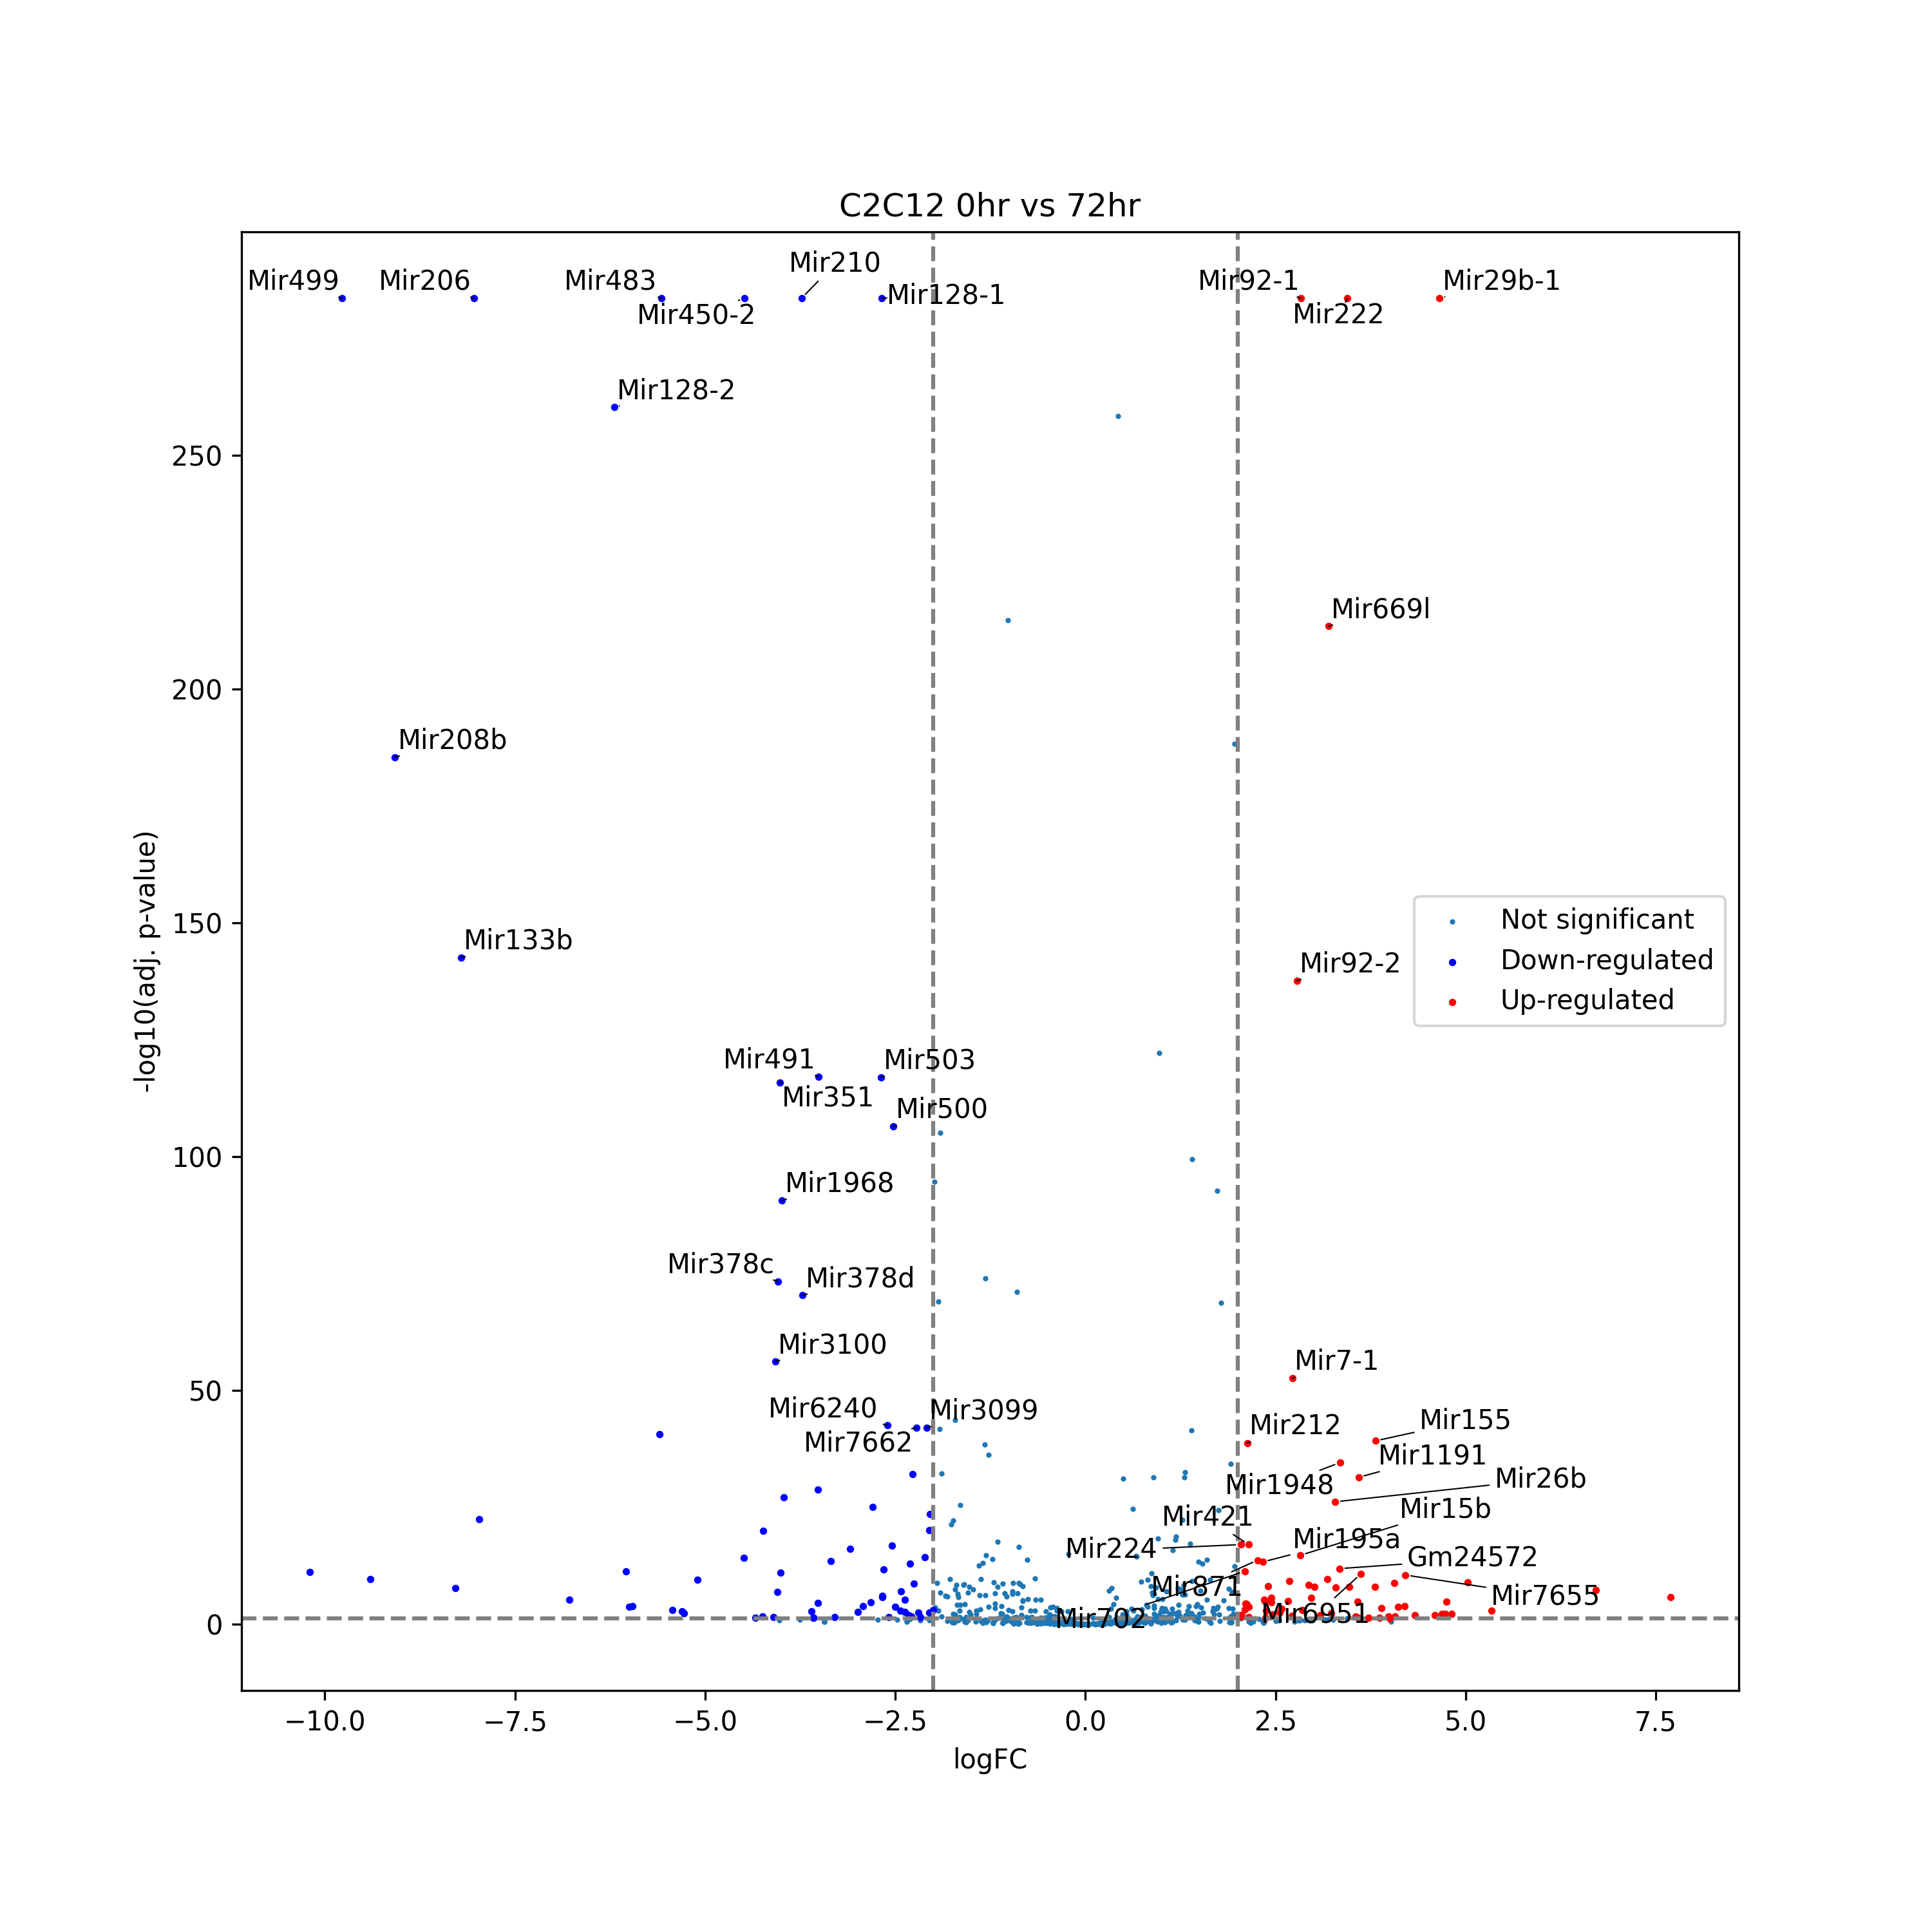 C2C12 0hr vs 72hr
Mir210
Mir499
Mir206
Mir483
Mir92-1
Mir29b-1
Mir128-1
Mir450-2
Mir222
Mir128-2
250
Mir669l
200
Mir208b
Not significant
150
Mir133b
Down-regulated
Mir92-2
Up-regulated
-log10(adj. p-value)
Mir491
Mir503
Mir351
Mir500
100
Mir1968
Mir378c
Mir378d
Mir3100
Mir7-1
50
Mir6240
Mir3099
Mir155
Mir212
Mir7662
Mir1191
Mir1948
Mir26b
Mir15b
Mir421
Mir195a
Mir224
Gm24572
Mir871
Mir7655
Mir6951
Mir702
0
−10.0
−7.5
−5.0
−2.5
0.0
2.5
5.0
7.5
logFC